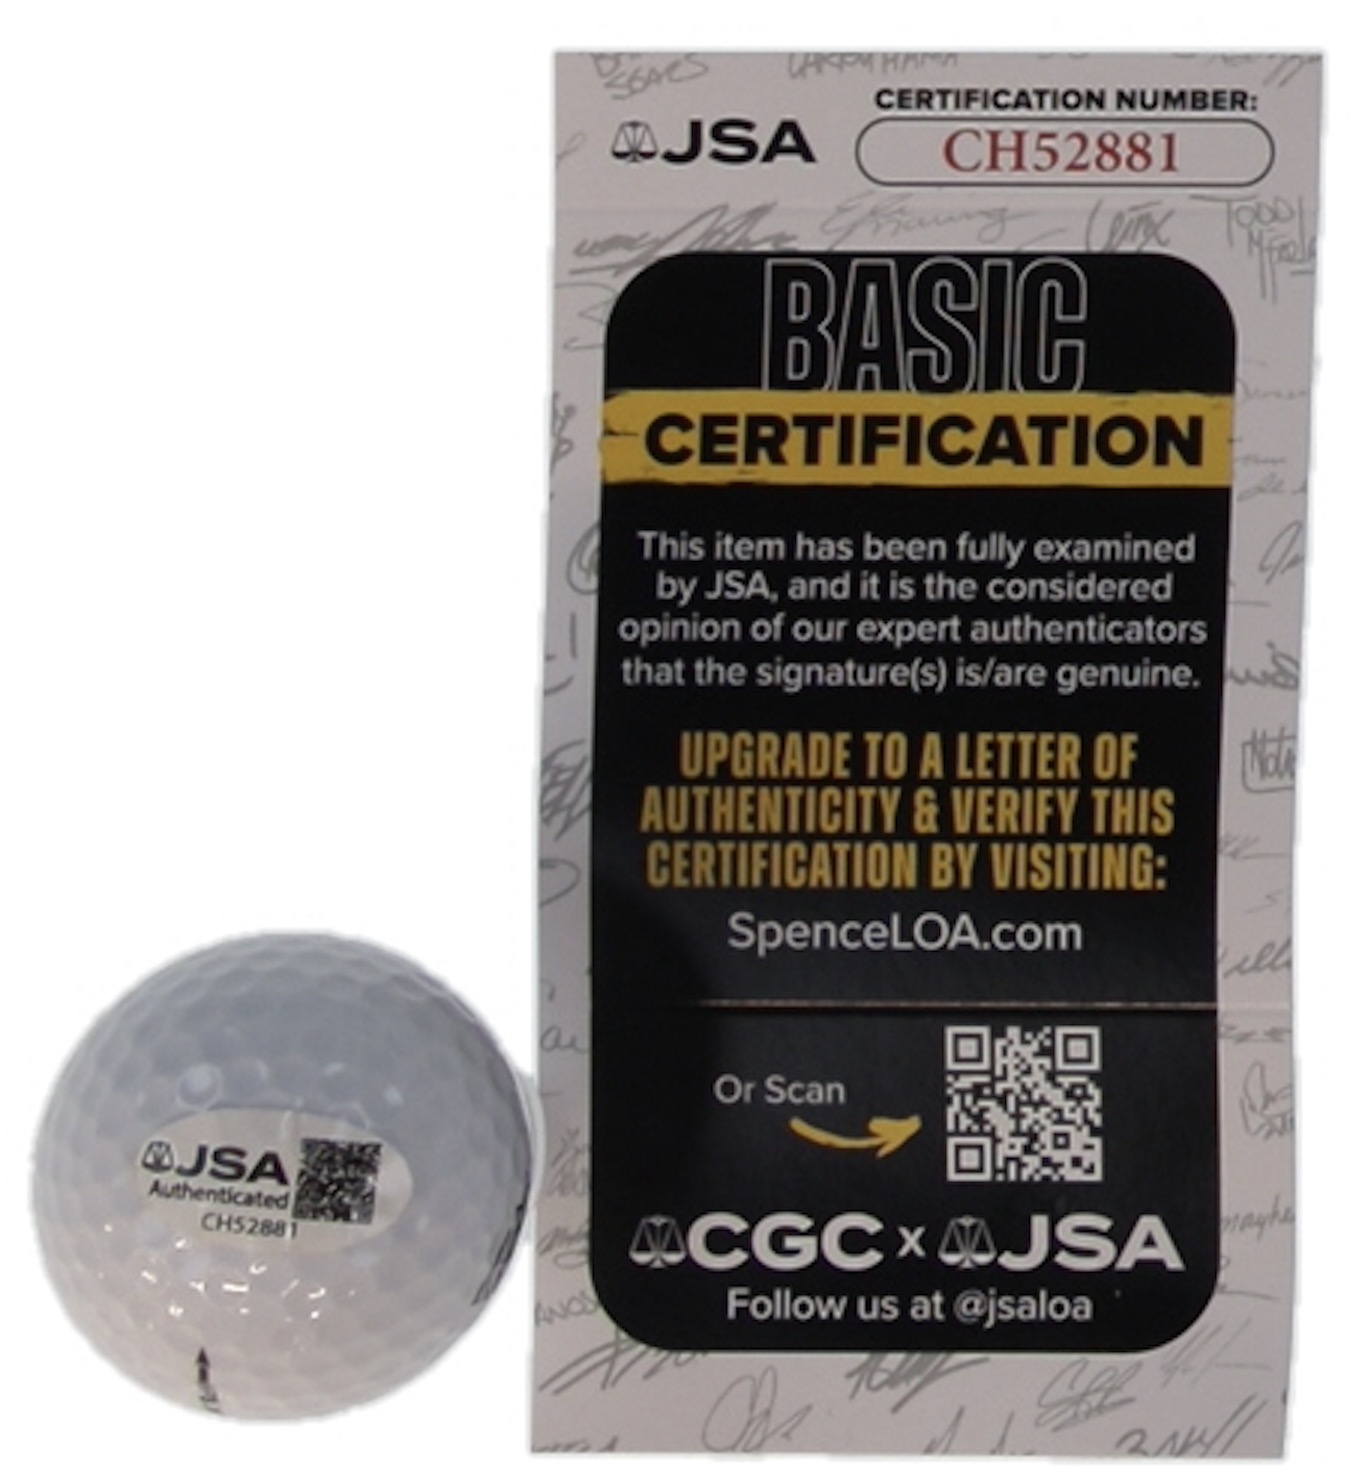 CERTIFICATION NUMBER:
JSA
CH52881
BASIC
CERTIFICATION
This item has been fully examined
by JSA, and it is the considered
opinion of our expert authenticators
that the signature(s) is/are genuine.
UPGRADE TO A LETTER OF
AUTHENTICITY & VERIFY THIS
CERTIFICATION BY VISITING:
SpenceLOA.com
Or Scan
CGC x JSA
Follow us at @jsaloa
JSA
Authenticated
CH52881